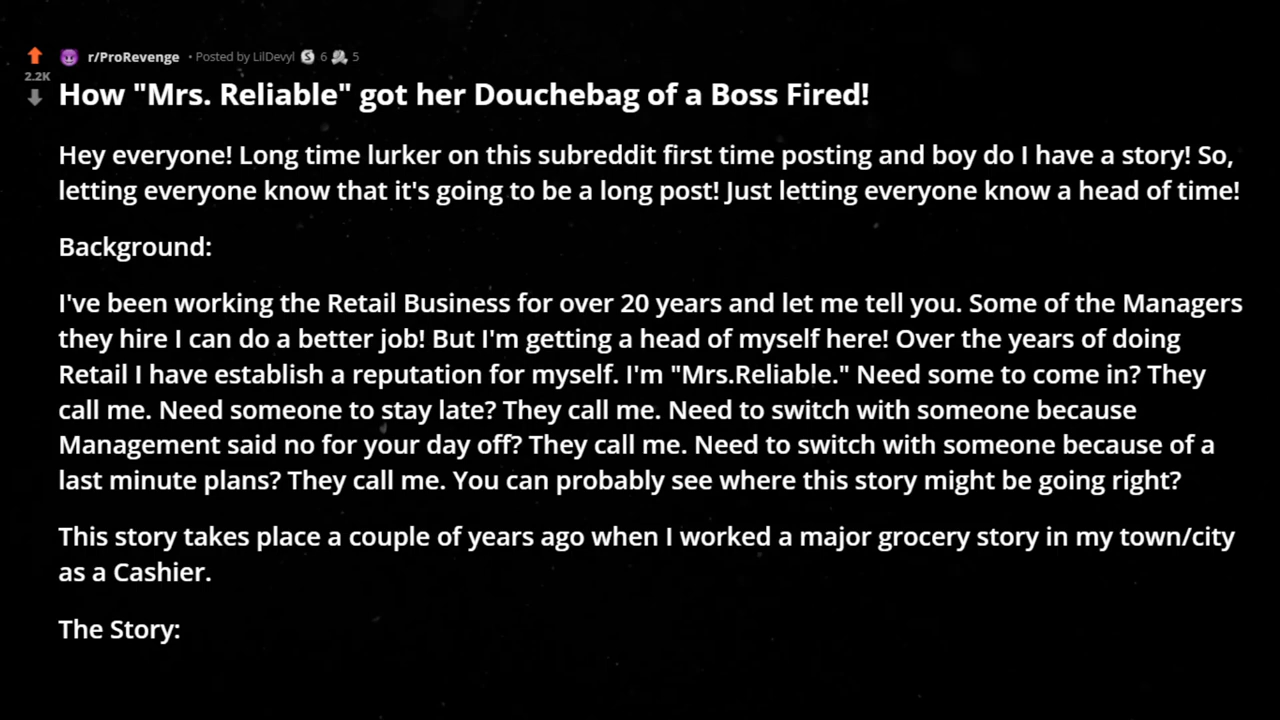 r/ProRevenge • Posted by LilDevyl 6 5
2.2K
How "Mrs. Reliable" got her Douchebag of a Boss Fired!
Hey everyone! Long time lurker on this subreddit first time posting and boy do I have a story! So,
letting everyone know that it's going to be a long post! Just letting everyone know a head of time!
Background:
I've been working the Retail Business for over 20 years and let me tell you. Some of the Managers
they hire I can do a better job! But I'm getting a head of myself here! Over the years of doing
Retail I have establish a reputation for myself. I'm "Mrs.Reliable." Need some to come in? They
call me. Need someone to stay late? They call me. Need to switch with someone because
Management said no for your day off? They call me. Need to switch with someone because of a
last minute plans? They call me. You can probably see where this story might be going right?
This story takes place a couple of years ago when I worked a major grocery story in my town/city
as a Cashier.
The Story: